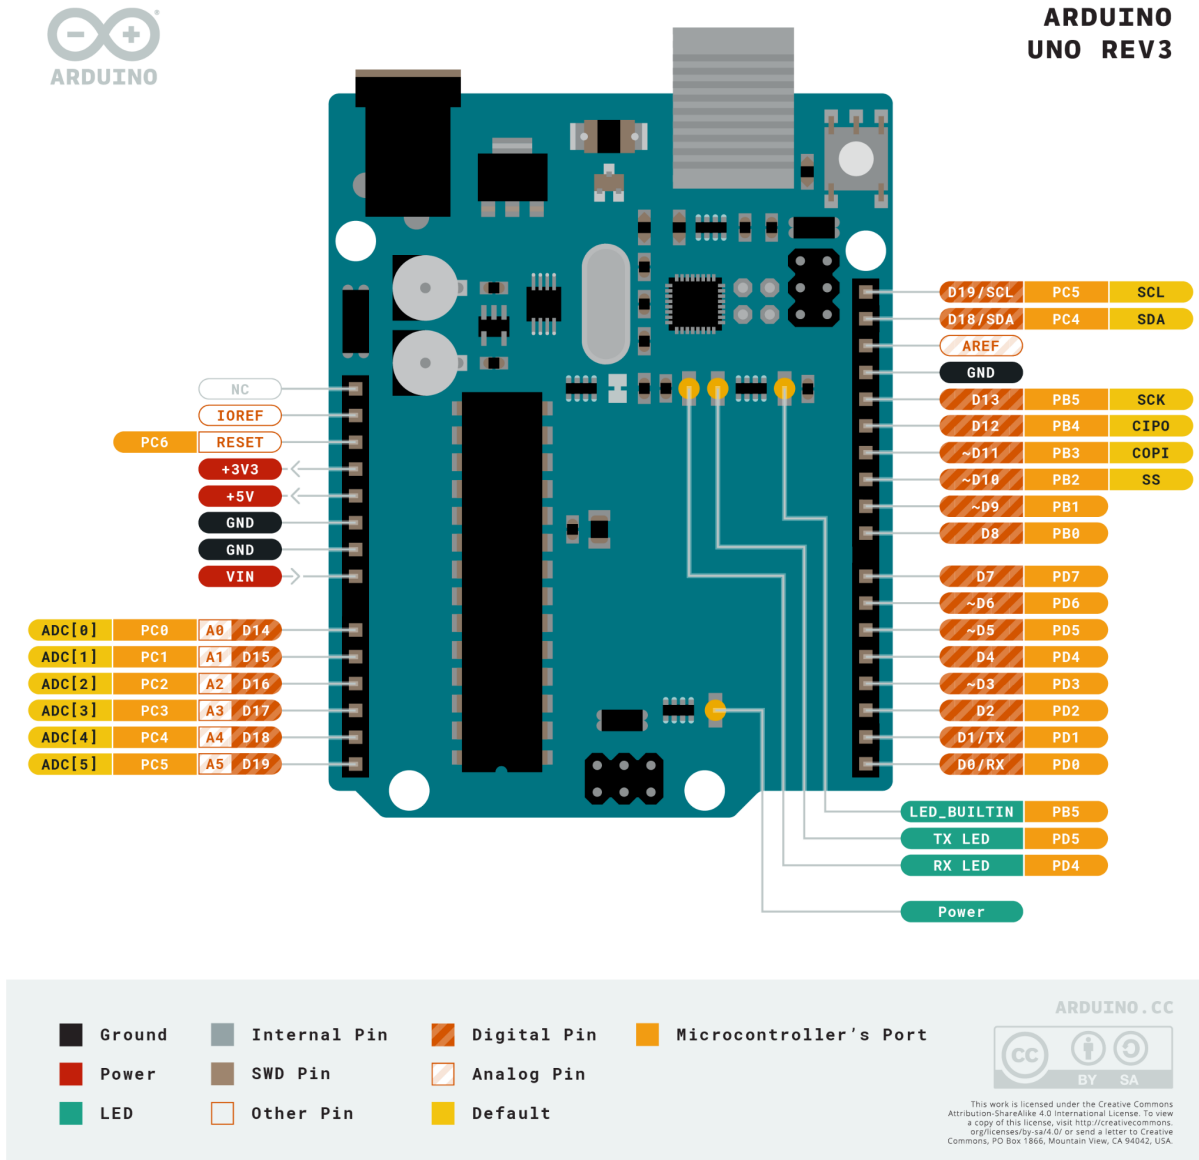 ARDUINO
UNO REV3
ARDUINO
D19/SCL PC5 SCL
D18/SDA PC4 SDA
AREF
GND
D13 PB5 SCK
D12 PB4 CIPO
~D11 PB3 COPI
~D10 PB2 SS
~D9 PB1
D8 PB0
D7 PD7
~D6 PD6
~D5 PD5
D4 PD4
~D3 PD3
D2 PD2
D1/TX PD1
D0/RX PD0
NC
IOREF
PC6 RESET
+3V3
+5V
GND
GND
VIN
ADC[0] PC0 A0 D14
ADC[1] PC1 A1 D15
ADC[2] PC2 A2 D16
ADC[3] PC3 A3 D17
ADC[4] PC4 A4 D18
ADC[5] PC5 A5 D19
LED_BUILTIN PB5
TX LED PD5
RX LED PD4
Power
Ground
Power
LED
Internal Pin
SWD Pin
Other Pin
Digital Pin
Analog Pin
Default
Microcontroller's Port
ARDUINO.CC
CC
BY SA
This work is licensed under the Creative Commons
Attribution-ShareAlike 4.0 International License. To view
a copy of this license, visit http://creativecommons.
org/licenses/by-sa/4.0/ or send a letter to Creative
Commons, PO Box 1866, Mountain View, CA 94042, USA.